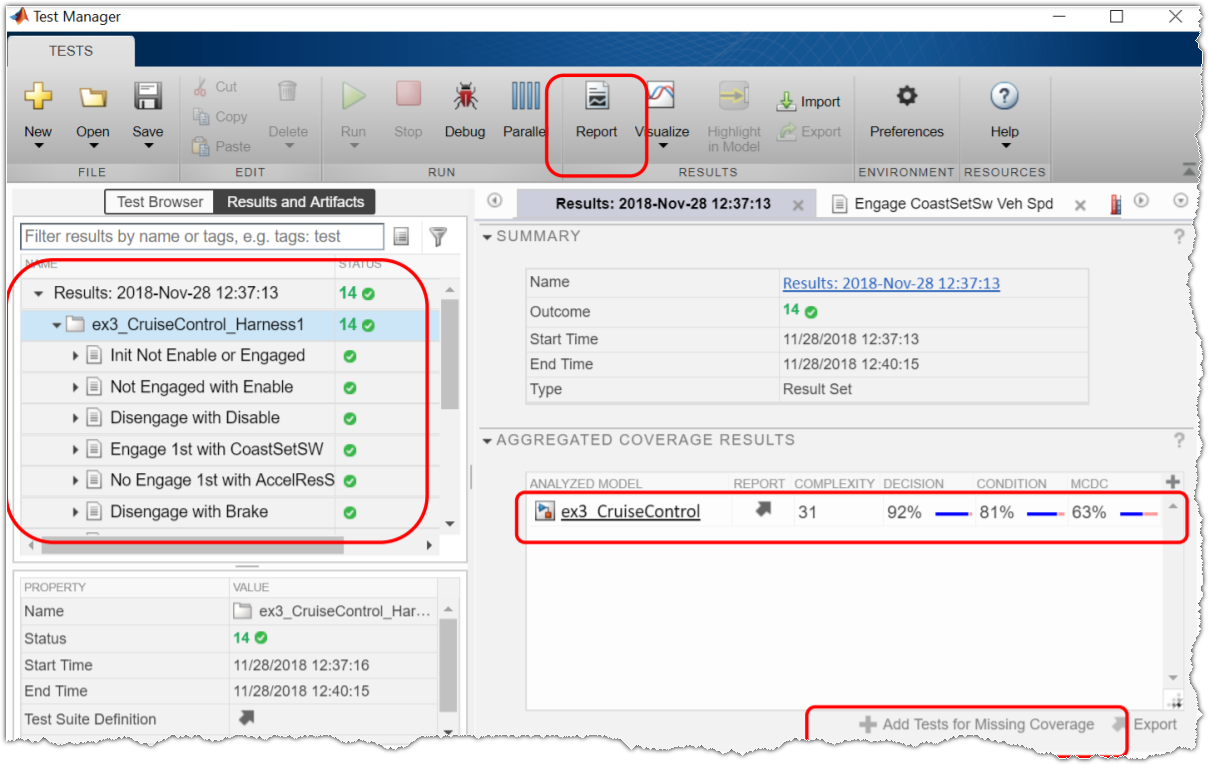 Test Manager
TESTS
New
Open
Save
Cut
Copy
Paste
Delete
Run
Stop
Debug
Parallel
Report
Visualize
Highlight
in Model
Import
Export
Preferences
Help
FILE
EDIT
RUN
RESULTS
ENVIRONMENT
RESOURCES
Test Browser
Results and Artifacts
Filter results by name or tags, e.g. tags: test
NAME STATUS
Results: 2018-Nov-28 12:37:13 14
ex3_CruiseControl_Harness1 14
Init Not Enable or Engaged
Not Engaged with Enable
Disengage with Disable
Engage 1st with CoastSetSW
No Engage 1st with AccelResS
Disengage with Brake
PROPERTY VALUE
Name ex3_CruiseControl_Har...
Status 14
Start Time 11/28/2018 12:37:16
End Time 11/28/2018 12:40:15
Test Suite Definition
Results: 2018-Nov-28 12:37:13
Engage CoastSetSw Veh Spd
SUMMARY ?
Name Results: 2018-Nov-28 12:37:13
Outcome 14
Start Time 11/28/2018 12:37:13
End Time 11/28/2018 12:40:15
Type Result Set
AGGREGATED COVERAGE RESULTS ?
ANALYZED MODEL REPORT COMPLEXITY DECISION CONDITION MCDC
ex3_CruiseControl 31 92% 81% 63%
Add Tests for Missing Coverage Export